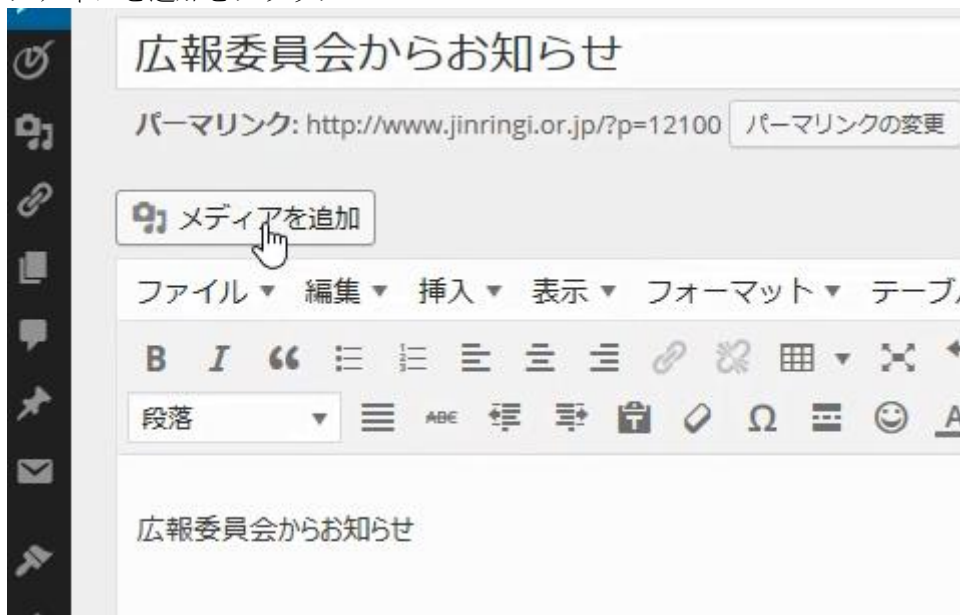 広報委員会からお知らせ
パーマリンク: http://www.jinringi.or.jp/?p=12100 パーマリンクの変更
メディアを追加
ファイル 編集 挿入 表示 フォーマット
B I
段落 ABE T Ω A
広報委員会からお知らせ